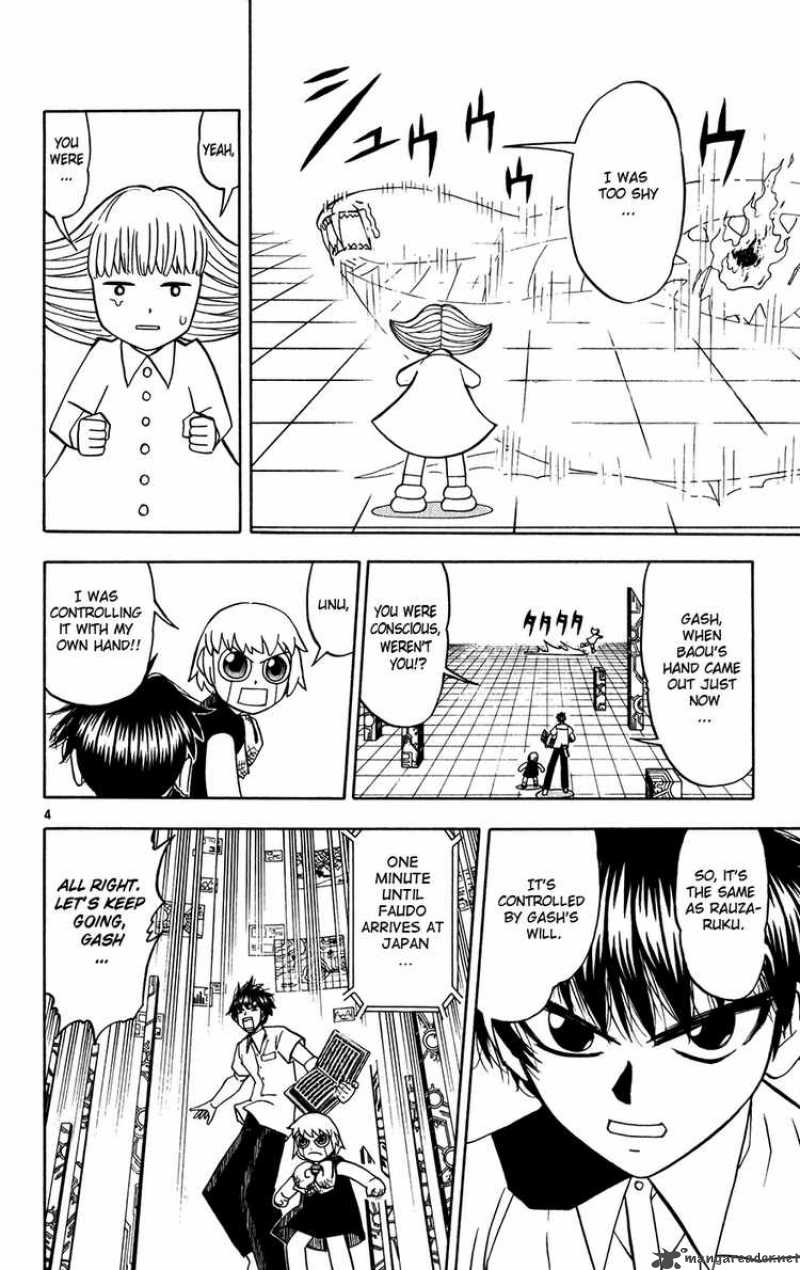 I WAS
TOO SHY
...
シュウウウ
YEAH,
YOU
WERE
...
GASH,
WHEN
BAOU'S
HAND CAME
OUT JUST
NOW
...
タタタタ
YOU WERE
CONSCIOUS,
WEREN'T
YOU!?
UNU,
I WAS
CONTROLLING
IT WITH MY
OWN HAND!!
4
SO, IT'S
THE SAME
AS RAUZA-
RUKU.
IT'S
CONTROLLED
BY GASH'S
WILL.
ONE
MINUTE
UNTIL
FAUDO
ARRIVES AT
JAPAN
...
ALL RIGHT.
LET'S KEEP
GOING,
GASH
...
mangareader.net